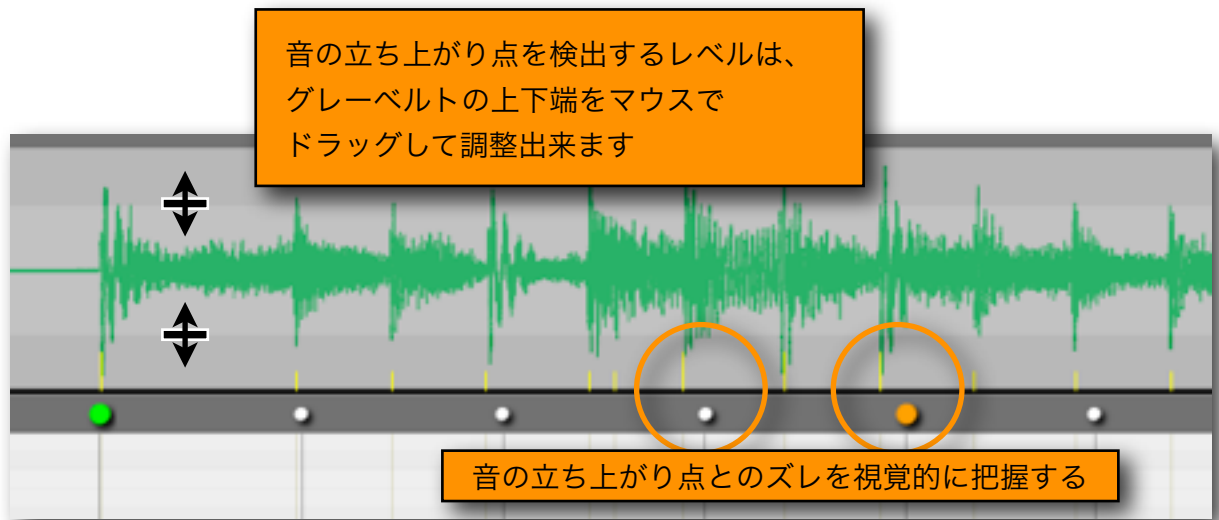 音の立ち上がり点を検出するレベルは、
グレーベルトの上下端をマウスで
ドラッグして調整出来ます
音の立ち上がり点とのズレを視覚的に把握する